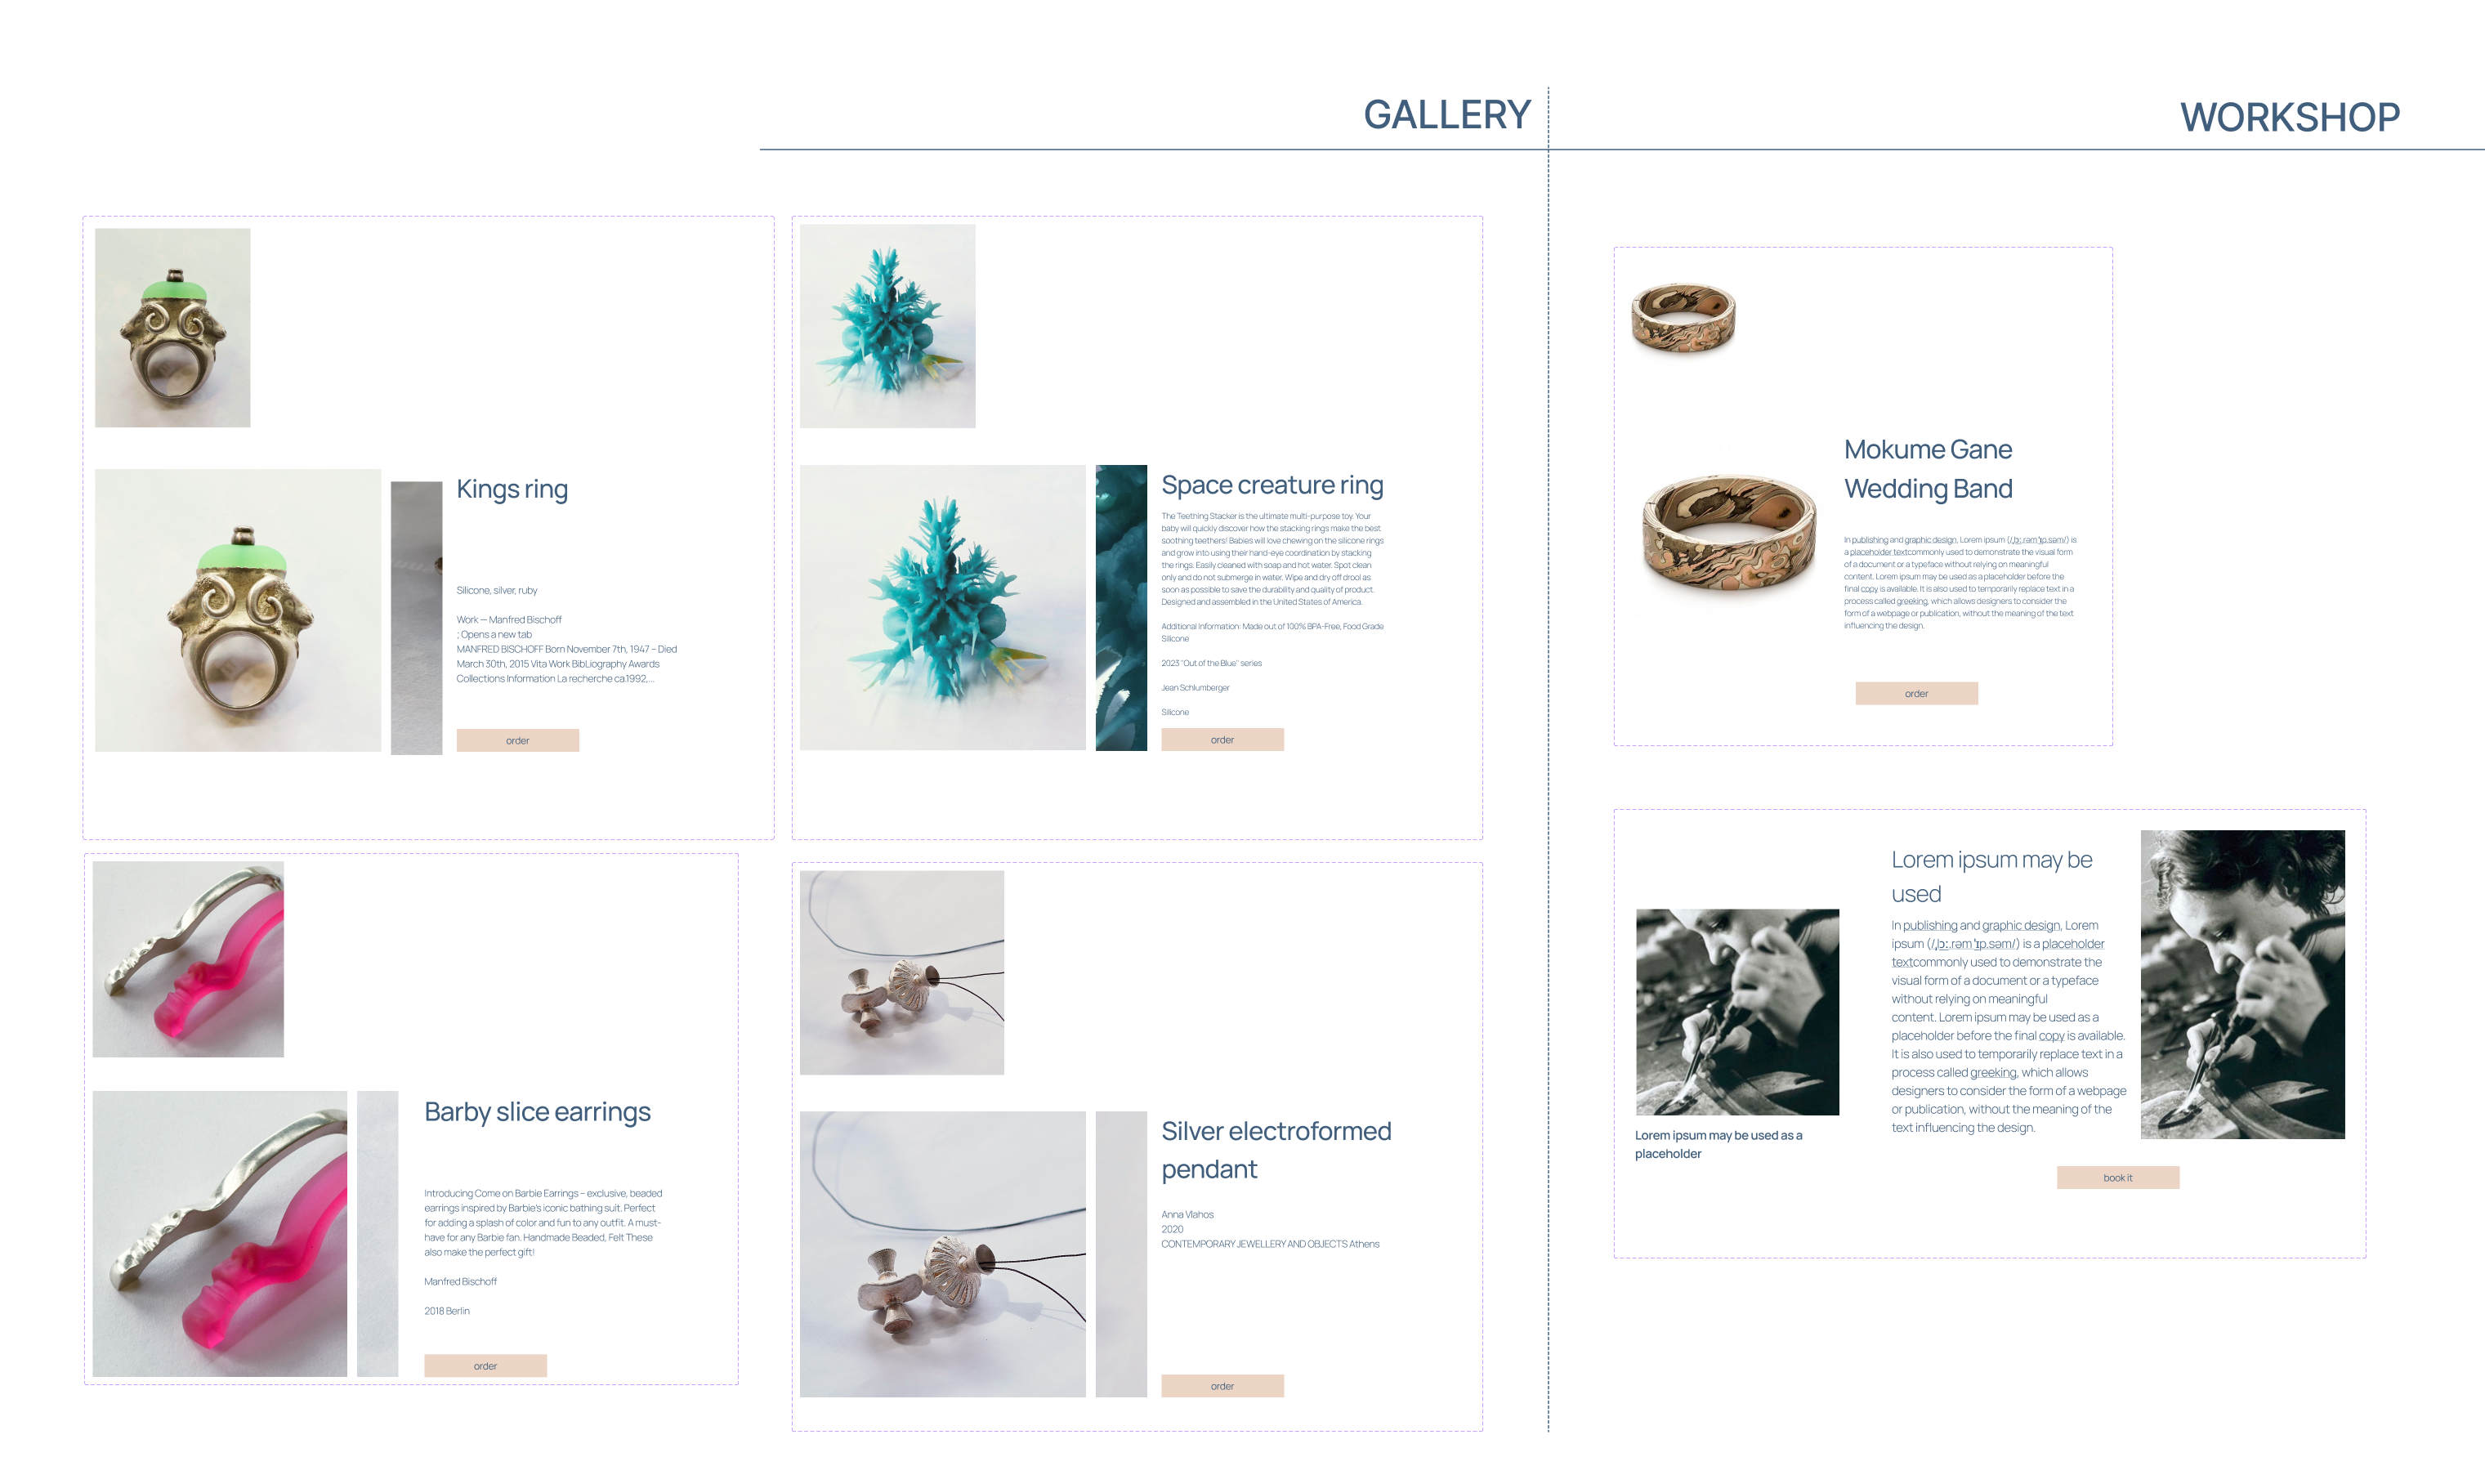 GALLERY
WORKSHOP
Kings ring
Silicone, silver, ruby
Work — Manfred Bischoff
; Opens a new tab
MANFRED BISCHOFF Born November 7th, 1947 – Died
March 30th, 2015 Vita Work BibLiography Awards
Collections Information La recherche ca.1992,...
order
Space creature ring
The Teething Stacker is the ultimate multi-purpose toy. Your
baby will quickly discover how the stacking rings make the best
soothing teethers! Babies will love chewing on the silicone rings
and grow into using their hand-eye coordination by stacking
the rings. Easily cleaned with soap and hot water. Spot clean
only and do not submerge in water. Wipe and dry off drool as
soon as possible to save the durability and quality of product.
Designed and assembled in the United States of America.
Additional Information: Made out of 100% BPA-Free, Food Grade
Silicone
2023 "Out of the Blue" series
Jean Schlumberger
Silicone
order
Barby slice earrings
Introducing Come on Barbie Earrings – exclusive, beaded
earrings inspired by Barbie's iconic bathing suit. Perfect
for adding a splash of color and fun to any outfit. A must-
have for any Barbie fan. Handmade Beaded, Felt These
also make the perfect gift!
Manfred Bischoff
2018 Berlin
order
Silver electroformed
pendant
Anna Vlahos
2020
CONTEMPORARY JEWELLERY AND OBJECTS Athens
order
Mokume Gane
Wedding Band
In publishing and graphic design, Lorem ipsum (/ˌlɔː.rəm ˈɪp.səm/) is
a placeholder textcommonly used to demonstrate the visual form
of a document or a typeface without relying on meaningful
content. Lorem ipsum may be used as a placeholder before the
final copy is available. It is also used to temporarily replace text in a
process called greeking, which allows designers to consider the
form of a webpage or publication, without the meaning of the text
influencing the design.
order
Lorem ipsum may be used as a
placeholder
Lorem ipsum may be
used
In publishing and graphic design, Lorem
ipsum (/ˌlɔː.rəm ˈɪp.səm/) is a placeholder
textcommonly used to demonstrate the
visual form of a document or a typeface
without relying on meaningful
content. Lorem ipsum may be used as a
placeholder before the final copy is available.
It is also used to temporarily replace text in a
process called greeking, which allows
designers to consider the form of a webpage
or publication, without the meaning of the
text influencing the design.
book it